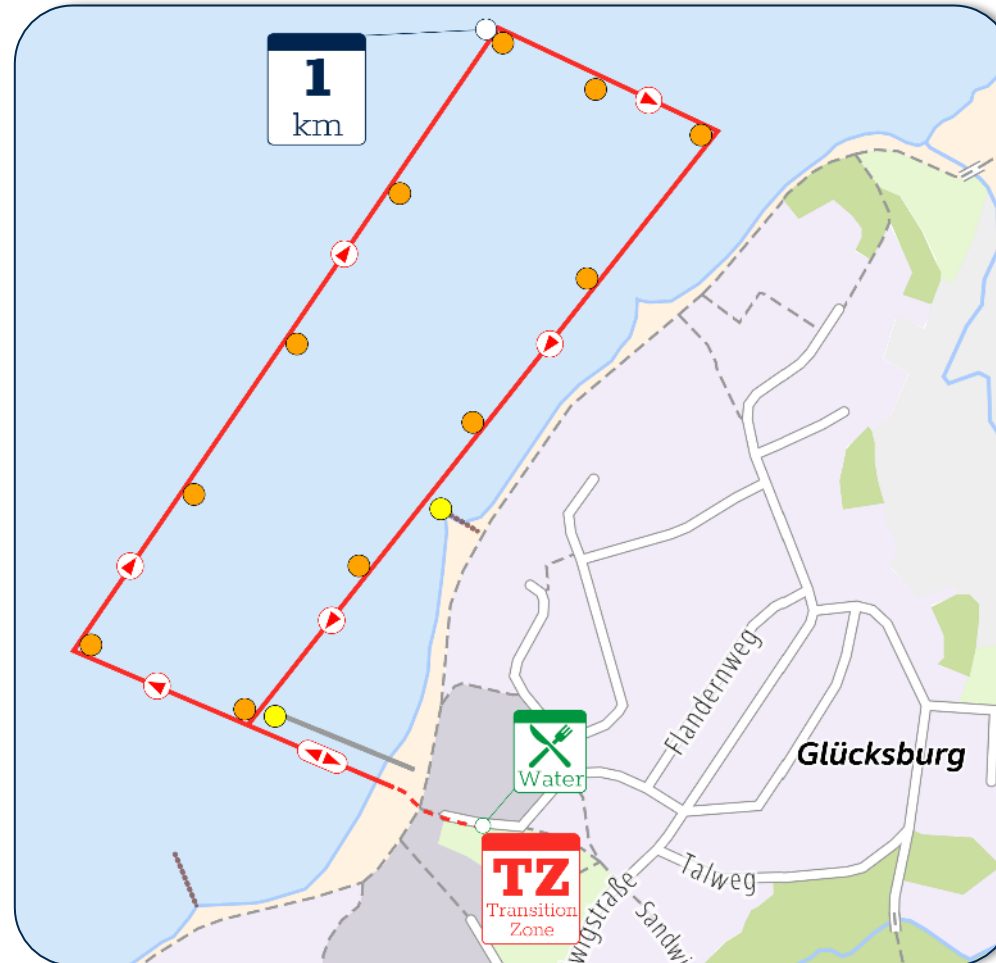 1
km
Flandernweg
Glücksburg
Water
TZ
Transition
Zone
Talweg
wigstraße
Sandwi